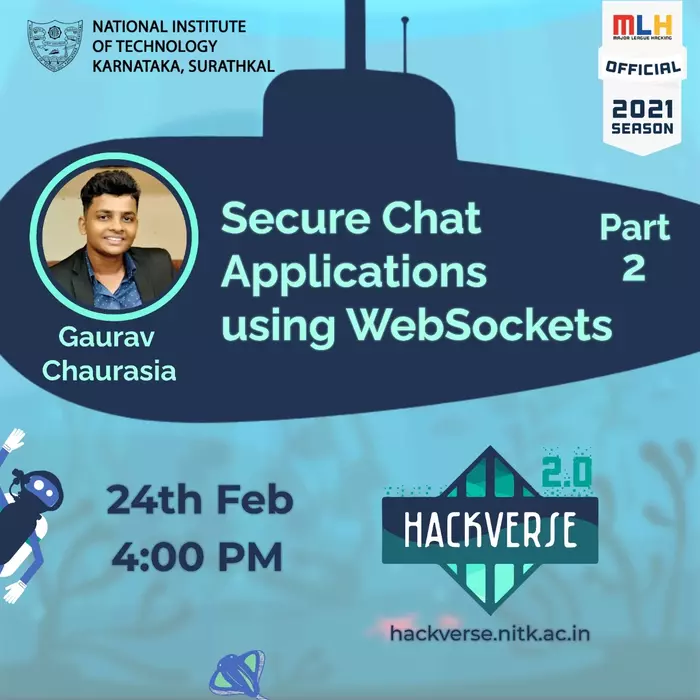 NATIONAL INSTITUTE
OF TECHNOLOGY
KARNATAKA, SURATHKAL
MLH
MAJOR LEAGUE HACKING
OFFICIAL
2021
SEASON
Secure Chat
Applications
using WebSockets
Part
2
Gaurav
Chaurasia
24th Feb
4:00 PM
2.0
HACKVERSE
hackverse.nitk.ac.in